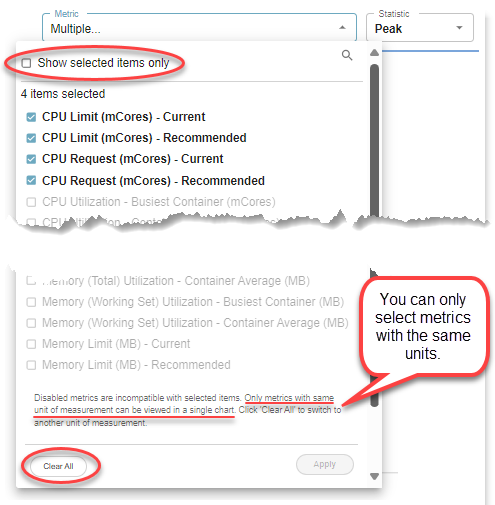 Metric
Multiple...
Statistic
Peak
Show selected items only
4 items selected
CPU Limit (mCores) - Current
CPU Limit (mCores) - Recommended
CPU Request (mCores) - Current
CPU Request (mCores) - Recommended
CPU Utilization - Busiest Container (mCores)
CPU Utilization - Container
Memory (Total) Utilization - Container Average (MB)
Memory (Working Set) Utilization - Busiest Container (MB)
Memory (Working Set) Utilization - Container Average (MB)
Memory Limit (MB) - Current
Memory Limit (MB) - Recommended
You can only
select metrics
with the same
units.
Disabled metrics are incompatible with selected items. Only metrics with same
unit of measurement can be viewed in a single chart. Click 'Clear All' to switch to
another unit of measurement.
Clear All
Apply